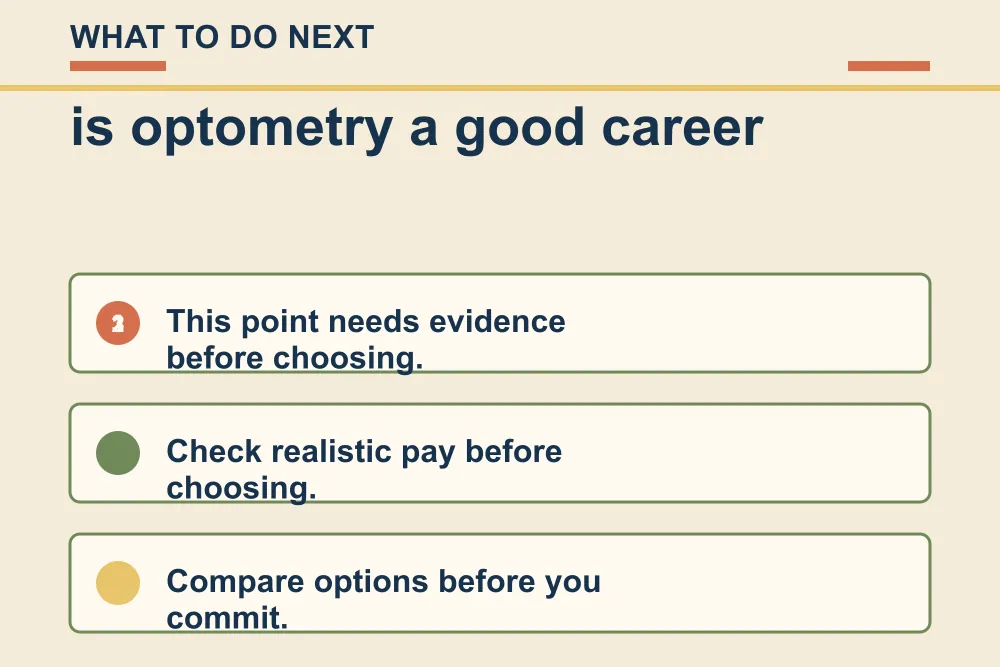 WHAT TO DO NEXT
is optometry a good career
This point needs evidence
before choosing.
Check realistic pay before
choosing.
Compare options before you
commit.